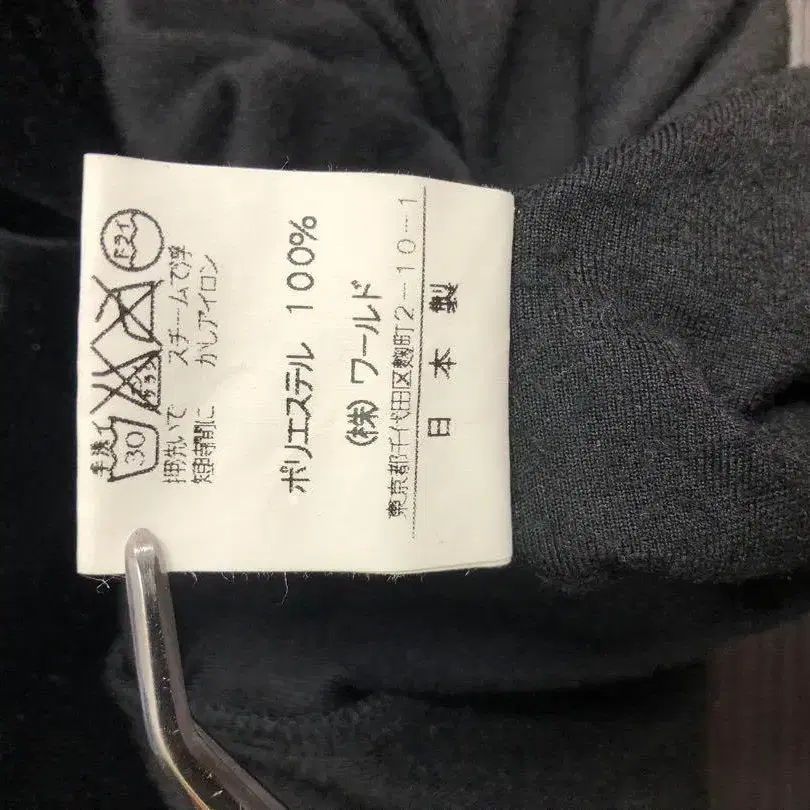 手洗イ
30
ドライ
押洗いで スチームで浮
短時間に かしアイロン
ポリエステル 100%
(株)ワールド
東京都千代田区麹町2-10-1
日本製